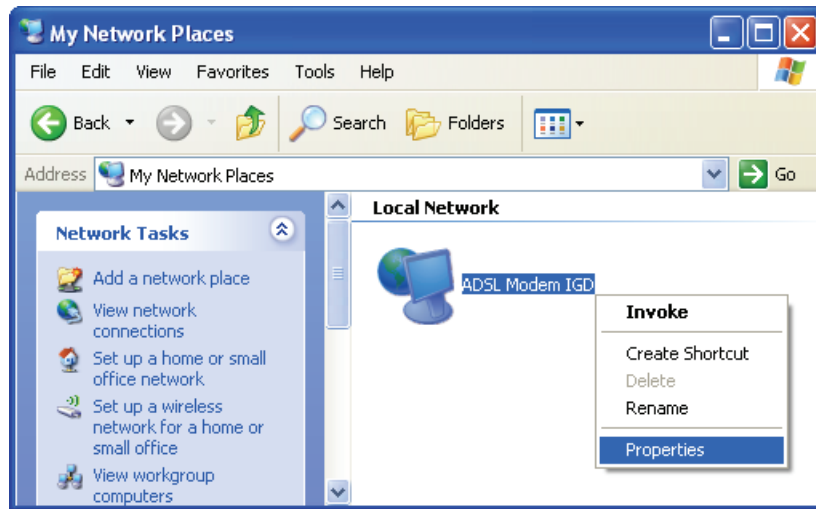 My Network Places
File Edit View Favorites Tools Help
Back Search Folders
Address My Network Places Go
Network Tasks
Add a network place
View network
connections
Set up a home or small
office network
Set up a wireless
network for a home or
small office
View workgroup
computers
Local Network
ADSL Modem IGD
Invoke
Create Shortcut
Delete
Rename
Properties